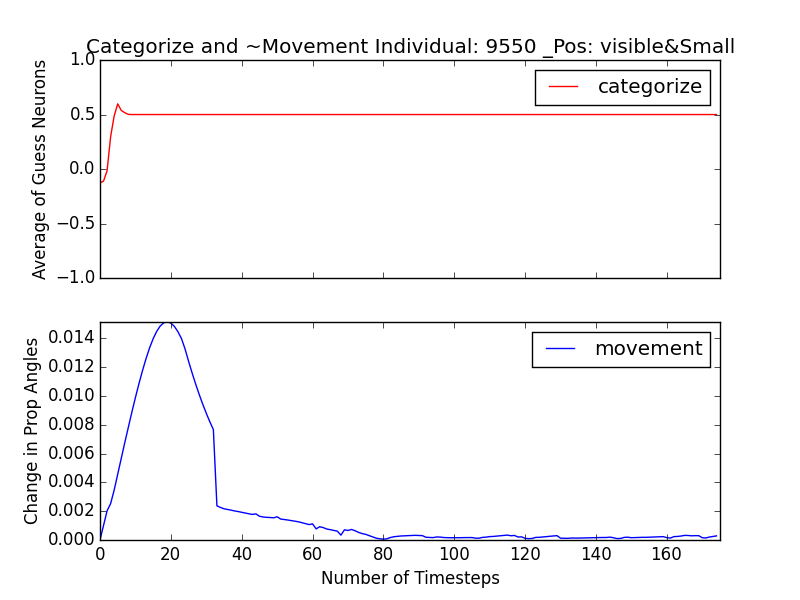 Categorize and ~Movement Individual: 9550 _Pos: visible&Small
1.0
0.5
0.0
−0.5
−1.0
Average of Guess Neurons
categorize
0.014
0.012
0.010
0.008
0.006
0.004
0.002
0.000
Change in Prop Angles
movement
0 20 40 60 80 100 120 140 160
Number of Timesteps